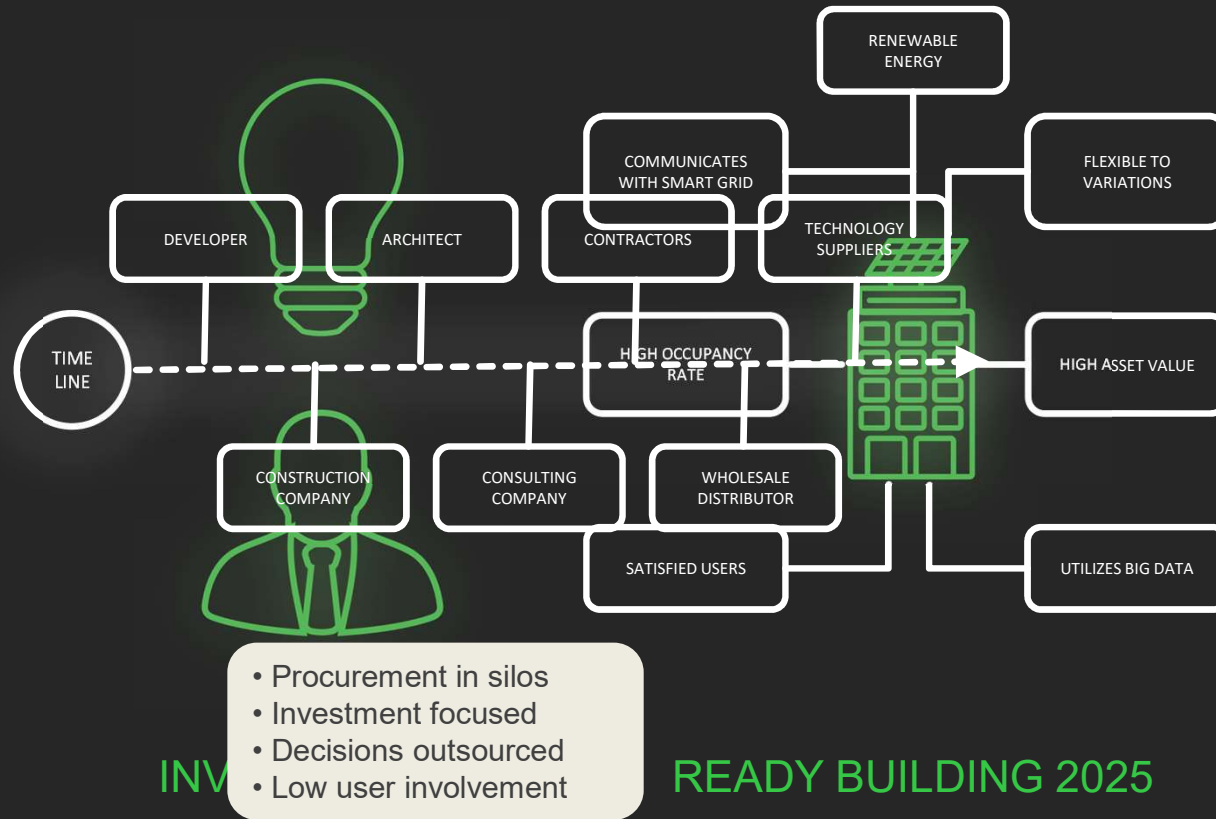 RENEWABLE
ENERGY
COMMUNICATES
WITH SMART GRID
FLEXIBLE TO
VARIATIONS
DEVELOPER
ARCHITECT
CONTRACTORS
TECHNOLOGY
SUPPLIERS
TIME
LINE
HIGH OCCUPANCY
RATE
HIGH ASSET VALUE
CONSTRUCTION
COMPANY
CONSULTING
COMPANY
WHOLESALE
DISTRIBUTOR
SATISFIED USERS
UTILIZES BIG DATA
• Procurement in silos
• Investment focused
• Decisions outsourced
• Low user involvement
INV
READY BUILDING 2025